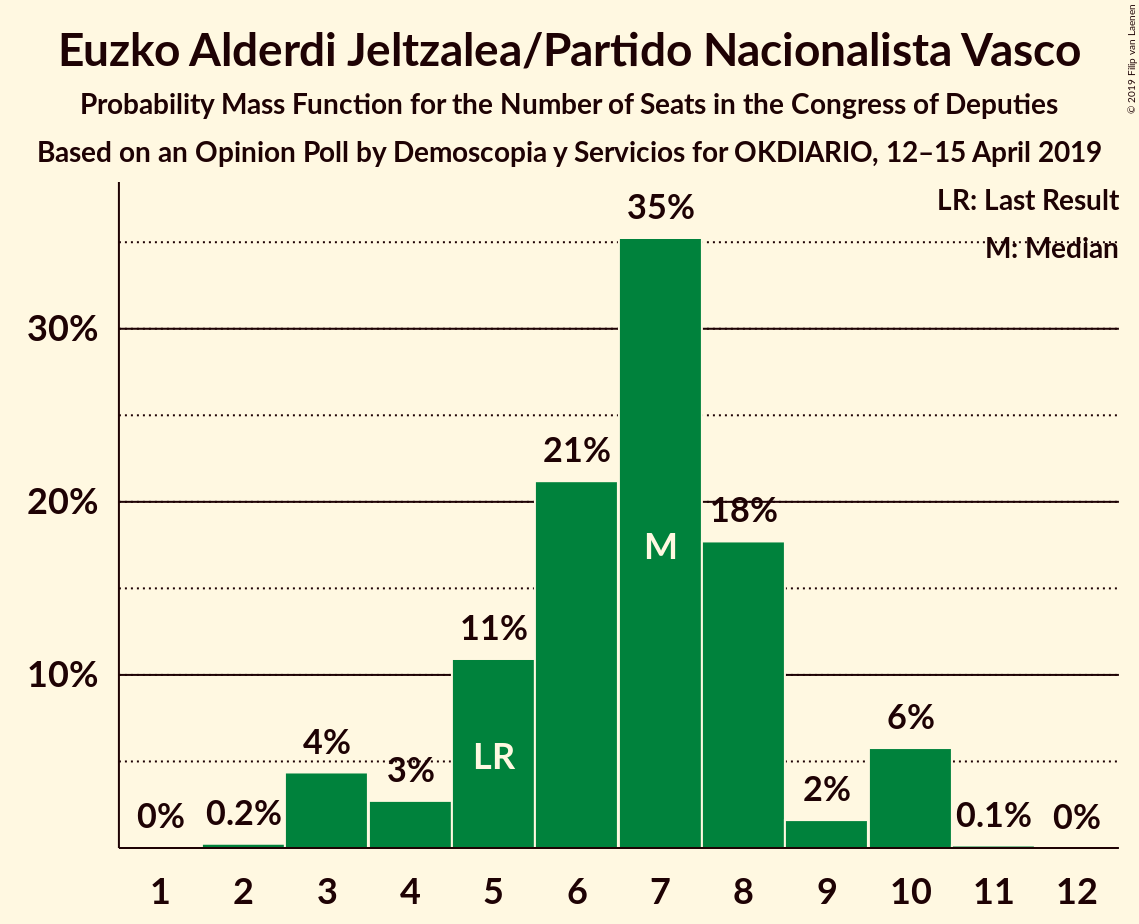 Euzko Alderdi Jeltzalea/Partido Nacionalista Vasco
Probability Mass Function for the Number of Seats in the Congress of Deputies
Based on an Opinion Poll by Demoscopia y Servicios for OKDIARIO, 12–15 April 2019
© 2019 Filip van Laenen
LR: Last Result
M: Median
30%
20%
10%
0%
0.2%
4%
3%
11%
21%
35%
18%
2%
6%
0.1%
0%
LR
M
1 2 3 4 5 6 7 8 9 10 11 12